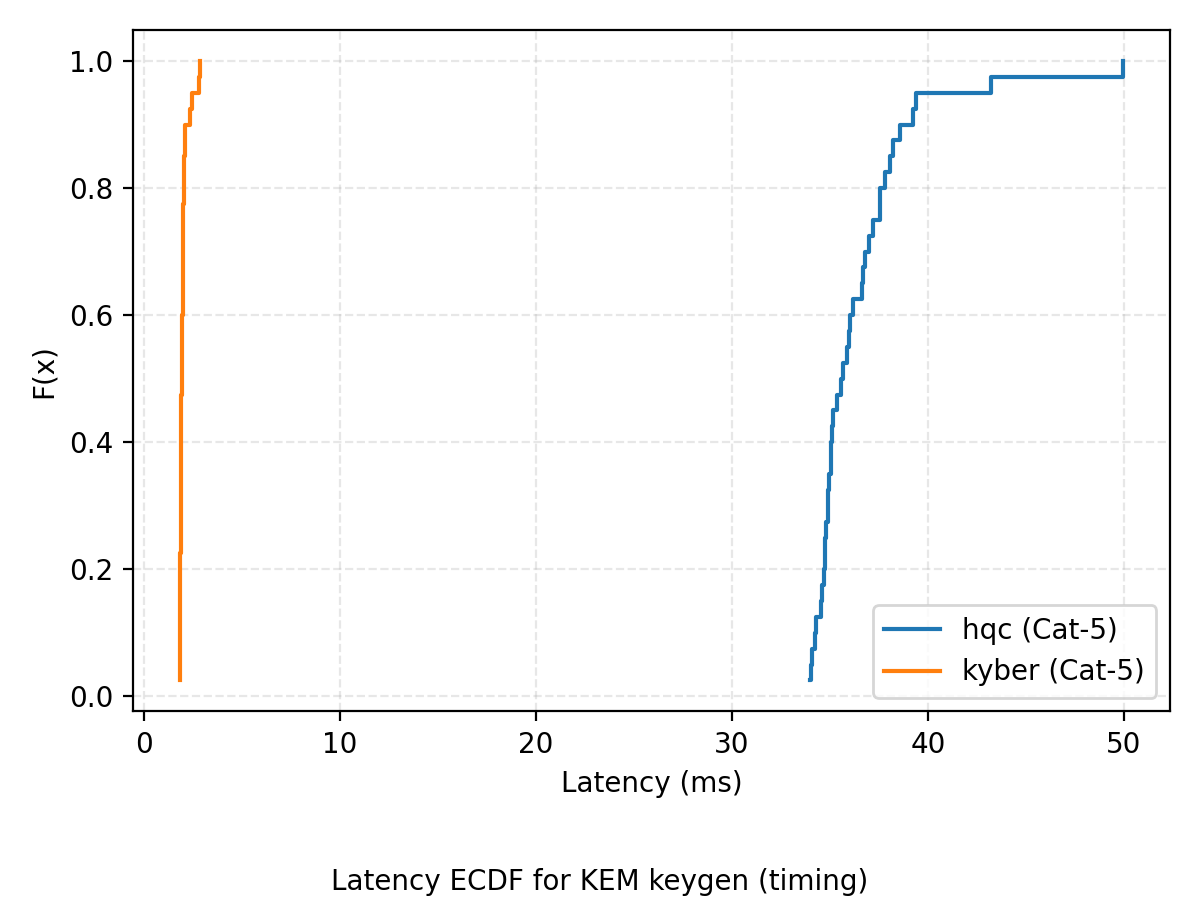 1.0
0.8
0.6
0.4
0.2
0.0
F(x)
hqc (Cat-5)
kyber (Cat-5)
0 10 20 30 40 50
Latency (ms)
Latency ECDF for KEM keygen (timing)